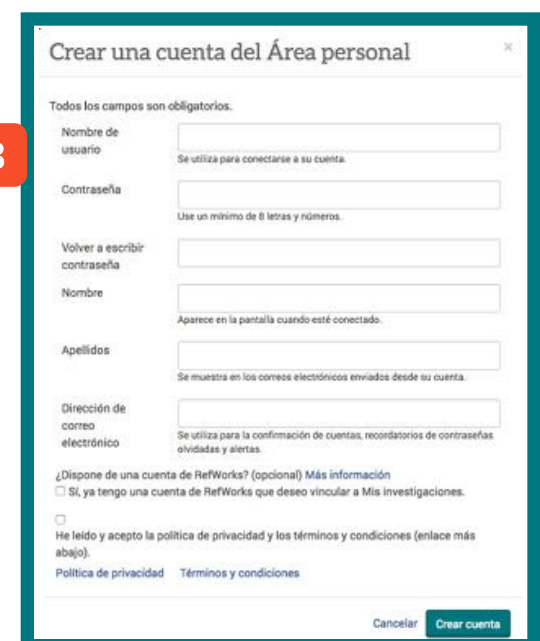 Crear una cuenta del Área personal
×
Todos los campos son obligatorios.
Nombre de
usuario
Se utiliza para conectarse a su cuenta.
Contraseña
Use un mínimo de 8 letras y números.
Volver a escribir
contraseña
Nombre
Aparece en la pantalla cuando esté conectado.
Apellidos
Se muestra en los correos electrónicos enviados desde su cuenta.
Dirección de
correo
electrónico
Se utiliza para la confirmación de cuentas, recordatorios de contraseñas
olvidadas y alertas.
¿Dispone de una cuenta de RefWorks? (opcional) Más información
Sí, ya tengo una cuenta de RefWorks que deseo vincular a Mis investigaciones.
He leído y acepto la política de privacidad y los términos y condiciones (enlace más
abajo).
Política de privacidad Términos y condiciones
Cancelar Crear cuenta